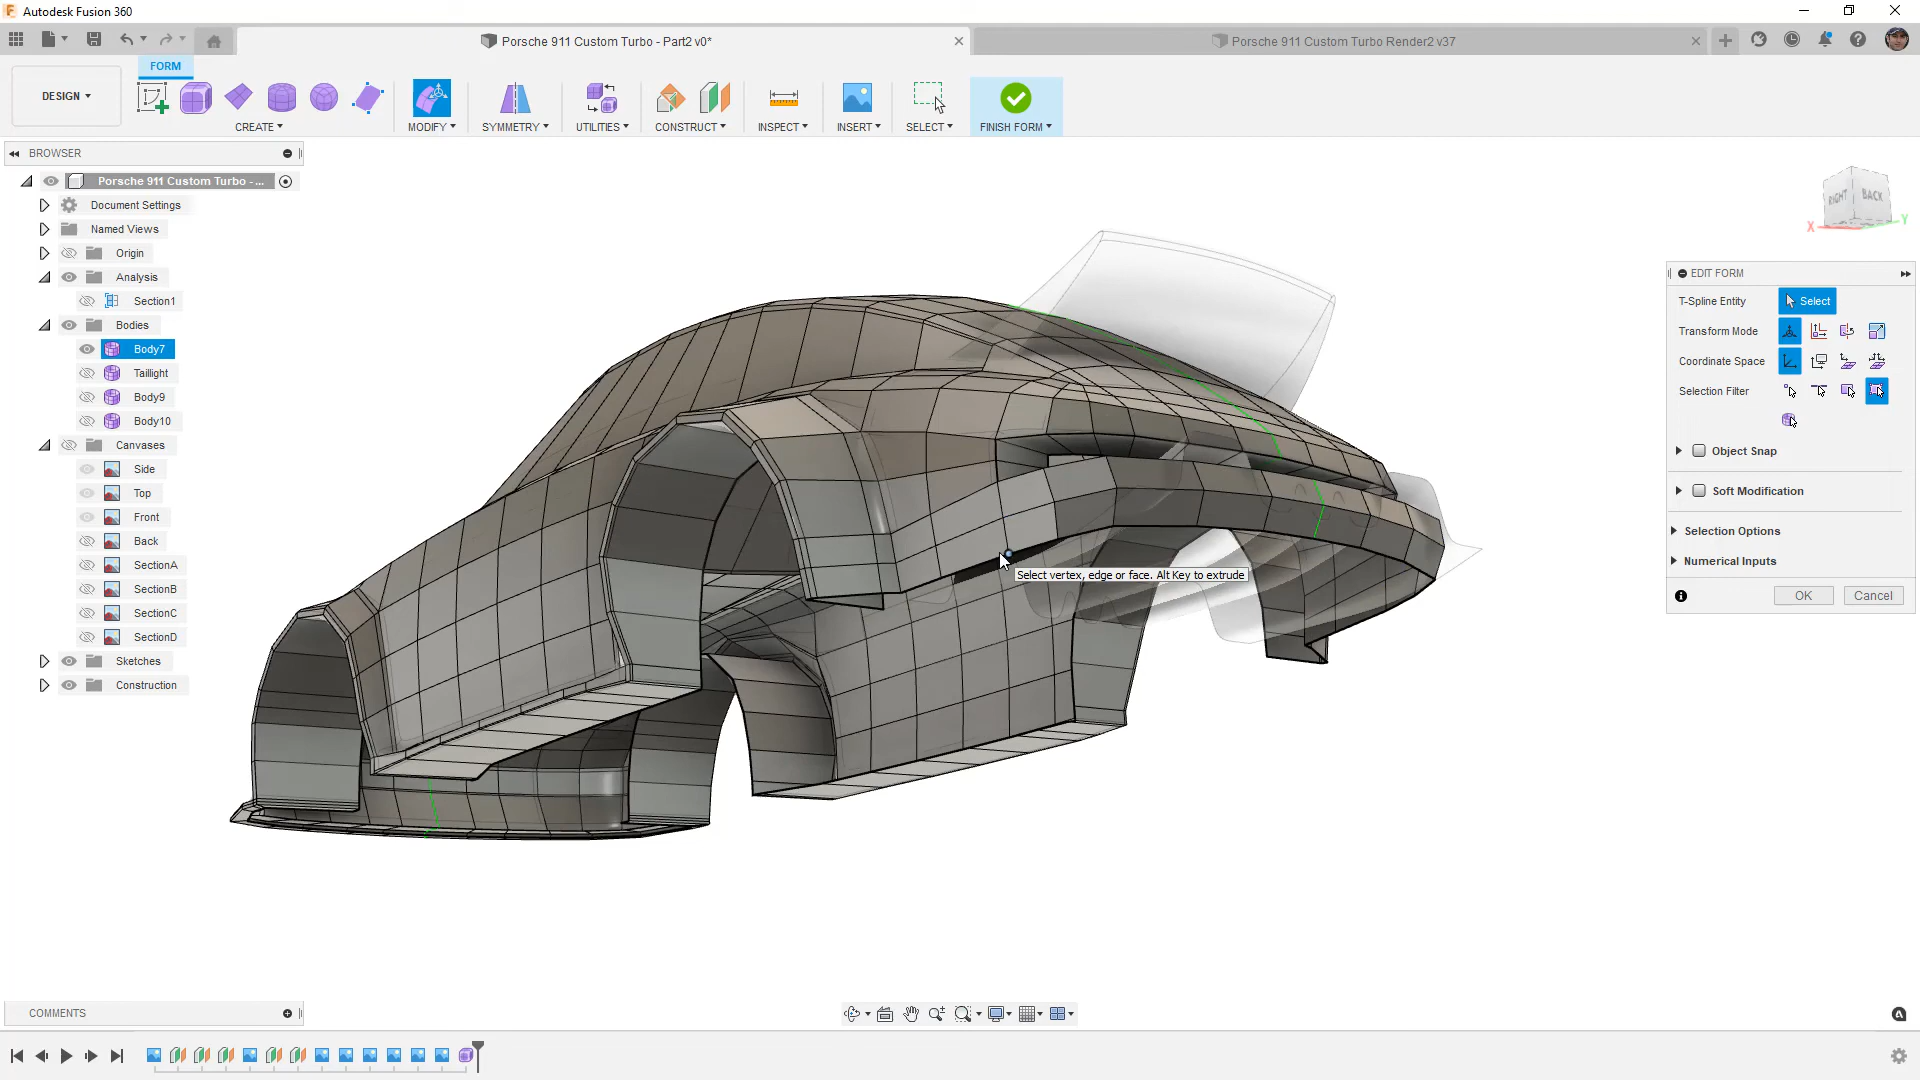 Autodesk Fusion 360
Porsche 911 Custom Turbo - Part2 v0*
Porsche 911 Custom Turbo Render2 v37
FORM
DESIGN
CREATE
MODIFY
SYMMETRY
UTILITIES
CONSTRUCT
INSPECT
INSERT
SELECT
FINISH FORM
BROWSER
Porsche 911 Custom Turbo - ...
Document Settings
Named Views
Origin
Analysis
Section1
Bodies
Body7
Taillight
Body9
Body10
Canvases
Side
Top
Front
Back
SectionA
SectionB
SectionC
SectionD
Sketches
Construction
RIGHT
BACK
X
Y
EDIT FORM
T-Spline Entity
Select
Transform Mode
Coordinate Space
Selection Filter
Object Snap
Soft Modification
Selection Options
Numerical Inputs
OK
Cancel
Select vertex, edge or face. Alt Key to extrude
COMMENTS